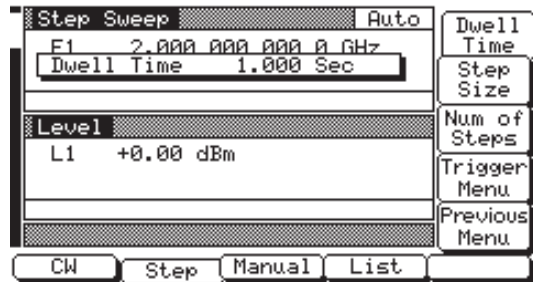 Step Sweep Auto
F1 2.000 000 000 0 GHz
Dwell Time 1.000 Sec
Level
L1 +0.00 dBm
Dwell
Time
Step
Size
Num of
Steps
Trigger
Menu
Previous
Menu
CW Step Manual List